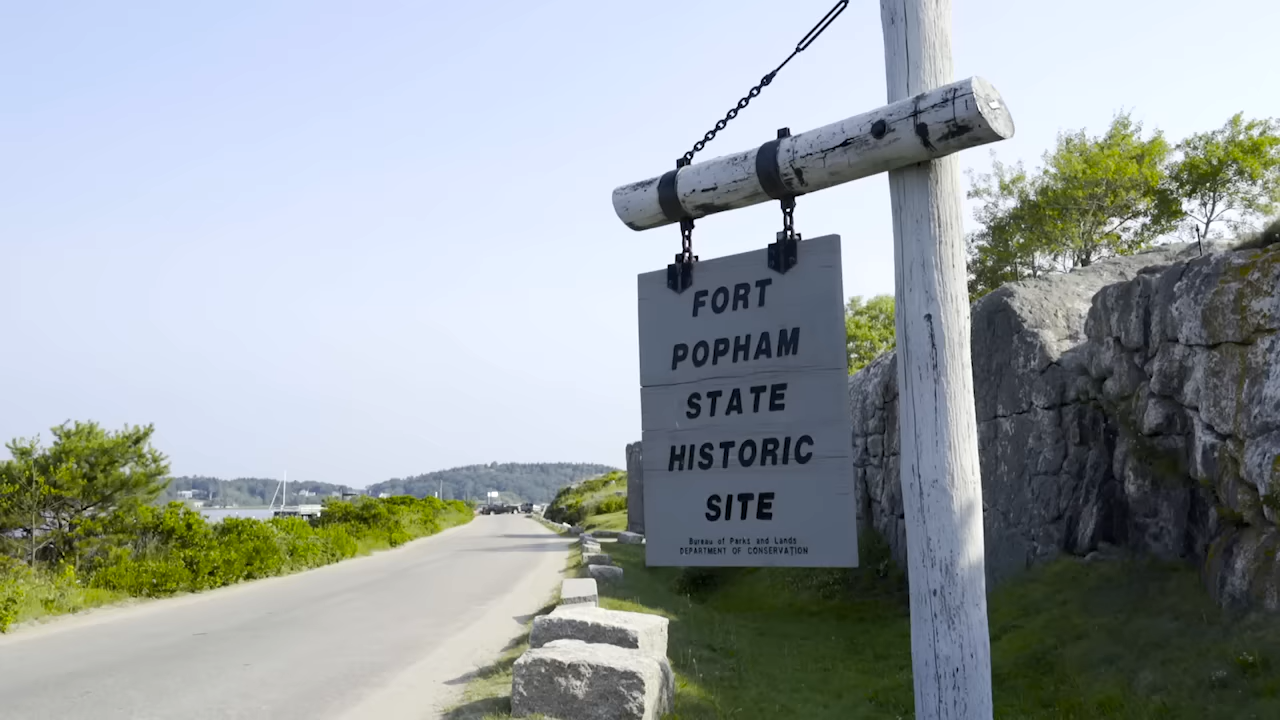 FORT
POPHAM
STATE
HISTORIC
SITE
Bureau of Parks and Lands
DEPARTMENT OF CONSERVATION